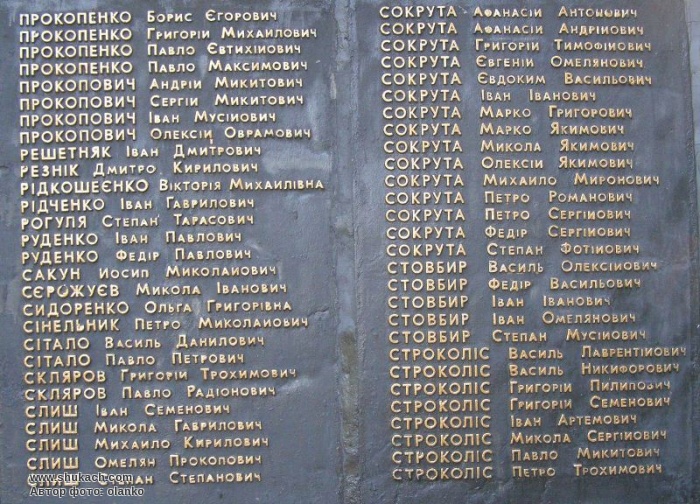 ПРОКОПЕНКО Борис Єгорович
ПРОКОПЕНКО Григорій Михайлович
ПРОКОПЕНКО Павло Євтихійович
ПРОКОПЕНКО Павло Максимович
ПРОКОПОВИЧ Андрій Микитович
ПРОКОПОВИЧ Сергій Микитович
ПРОКОПОВИЧ Іван Мусійович
ПРОКОПОВИЧ Олексій Оврамович
РЕШЕТНЯК Іван Дмитрович
РЕЗНІК Дмитро Кирилович
РІДКОШЕЄНКО Вікторія Михайлівна
РІДЧЕНКО Іван Гаврилович
РОГУЛЯ Степан Тарасович
РУДЕНКО Іван Павлович
РУДЕНКО Федір Павлович
САКУН Йосип Миколайович
СЄРОЖУЄВ Микола Іванович
СИДОРЕНКО Ольга Григорівна
СІНЕЛЬНИК Петро Миколайович
СІТАЛО Василь Данилович
СІТАЛО Павло Петрович
СКЛЯРОВ Григорій Трохимович
СКЛЯРОВ Павло Радіонович
СЛИШ Іван Семенович
СЛИШ Микола Гаврилович
СЛИШ Михайло Кирилович
СЛИШ Омелян Прокопович
СЛИШ Степан Степанович
www.shukach.com
Автор фото: olanko
СОКРУТА Афанасій Антонович
СОКРУТА Афанасій Андрійович
СОКРУТА Григорій Тимофійович
СОКРУТА Євгеній Омелянович
СОКРУТА Євдоким Васильович
СОКРУТА Іван Іванович
СОКРУТА Марко Григорович
СОКРУТА Марко Якимович
СОКРУТА Микола Якимович
СОКРУТА Олексій Якимович
СОКРУТА Михайло Миронович
СОКРУТА Петро Романович
СОКРУТА Петро Сергійович
СОКРУТА Федір Сергійович
СОКРУТА Степан Фотійович
СТОВБИР Василь Олексійович
СТОВБИР Федір Васильович
СТОВБИР Іван Іванович
СТОВБИР Іван Омелянович
СТОВБИР Степан Мусійович
СТРОКОЛІС Василь Лаврентійович
СТРОКОЛІС Василь Никифорович
СТРОКОЛІС Григорій Пилипович
СТРОКОЛІС Григорій Семенович
СТРОКОЛІС Іван Артемович
СТРОКОЛІС Микола Сергійович
СТРОКОЛІС Павло Микитович
СТРОКОЛІС Петро Трохимович